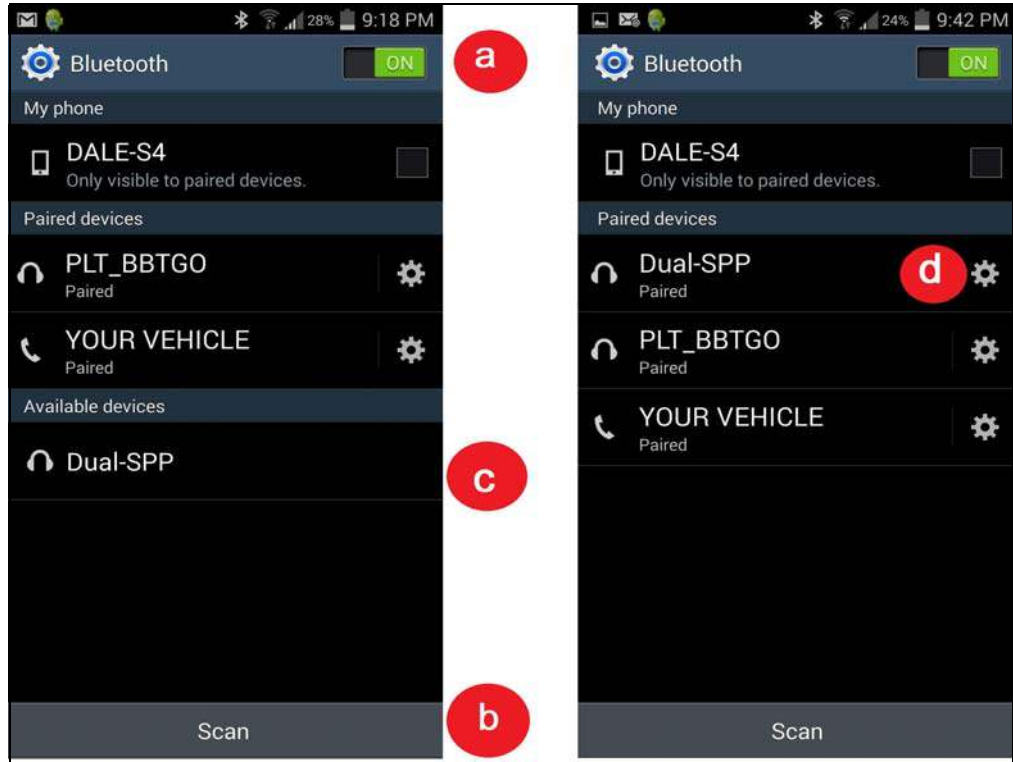 28% 9:18 PM
Bluetooth ON
My phone
DALE-S4
Only visible to paired devices.
Paired devices
PLT_BBTGO
Paired
YOUR VEHICLE
Paired
Available devices
Dual-SPP
Scan
a
c
b
24% 9:42 PM
Bluetooth ON
My phone
DALE-S4
Only visible to paired devices.
Paired devices
Dual-SPP
Paired
d
PLT_BBTGO
Paired
YOUR VEHICLE
Paired
Scan